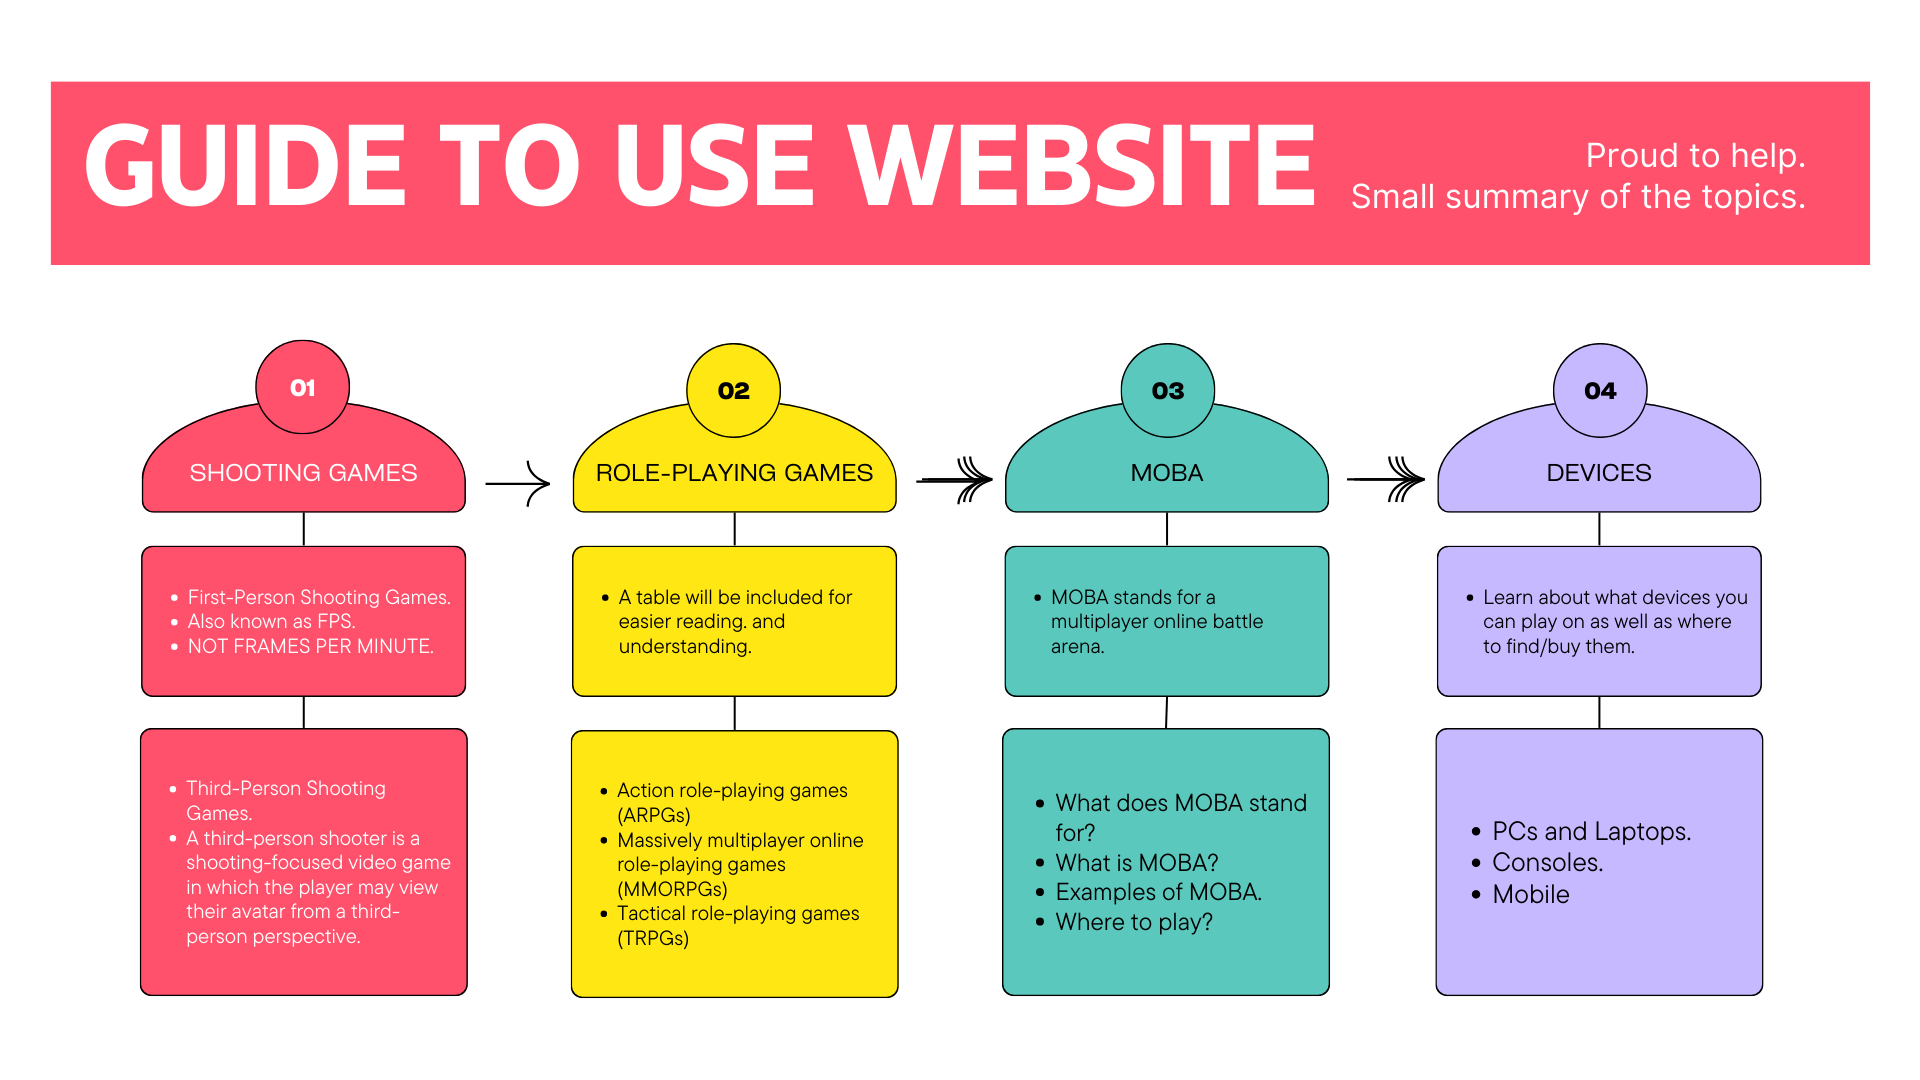 GUIDE TO USE WEBSITE
Proud to help.
Small summary of the topics.
01
SHOOTING GAMES
• First-Person Shooting Games.
• Also known as FPS.
• NOT FRAMES PER MINUTE.
• Third-Person Shooting
Games.
• A third-person shooter is a
shooting-focused video game
in which the player may view
their avatar from a third-
person perspective.
02
ROLE-PLAYING GAMES
• A table will be included for
easier reading. and
understanding.
• Action role-playing games
(ARPGs)
• Massively multiplayer online
role-playing games
(MMORPGs)
• Tactical role-playing games
(TRPGs)
03
MOBA
• MOBA stands for a
multiplayer online battle
arena.
• What does MOBA stand
for?
• What is MOBA?
• Examples of MOBA.
• Where to play?
04
DEVICES
• Learn about what devices you
can play on as well as where
to find/buy them.
• PCs and Laptops.
• Consoles.
• Mobile